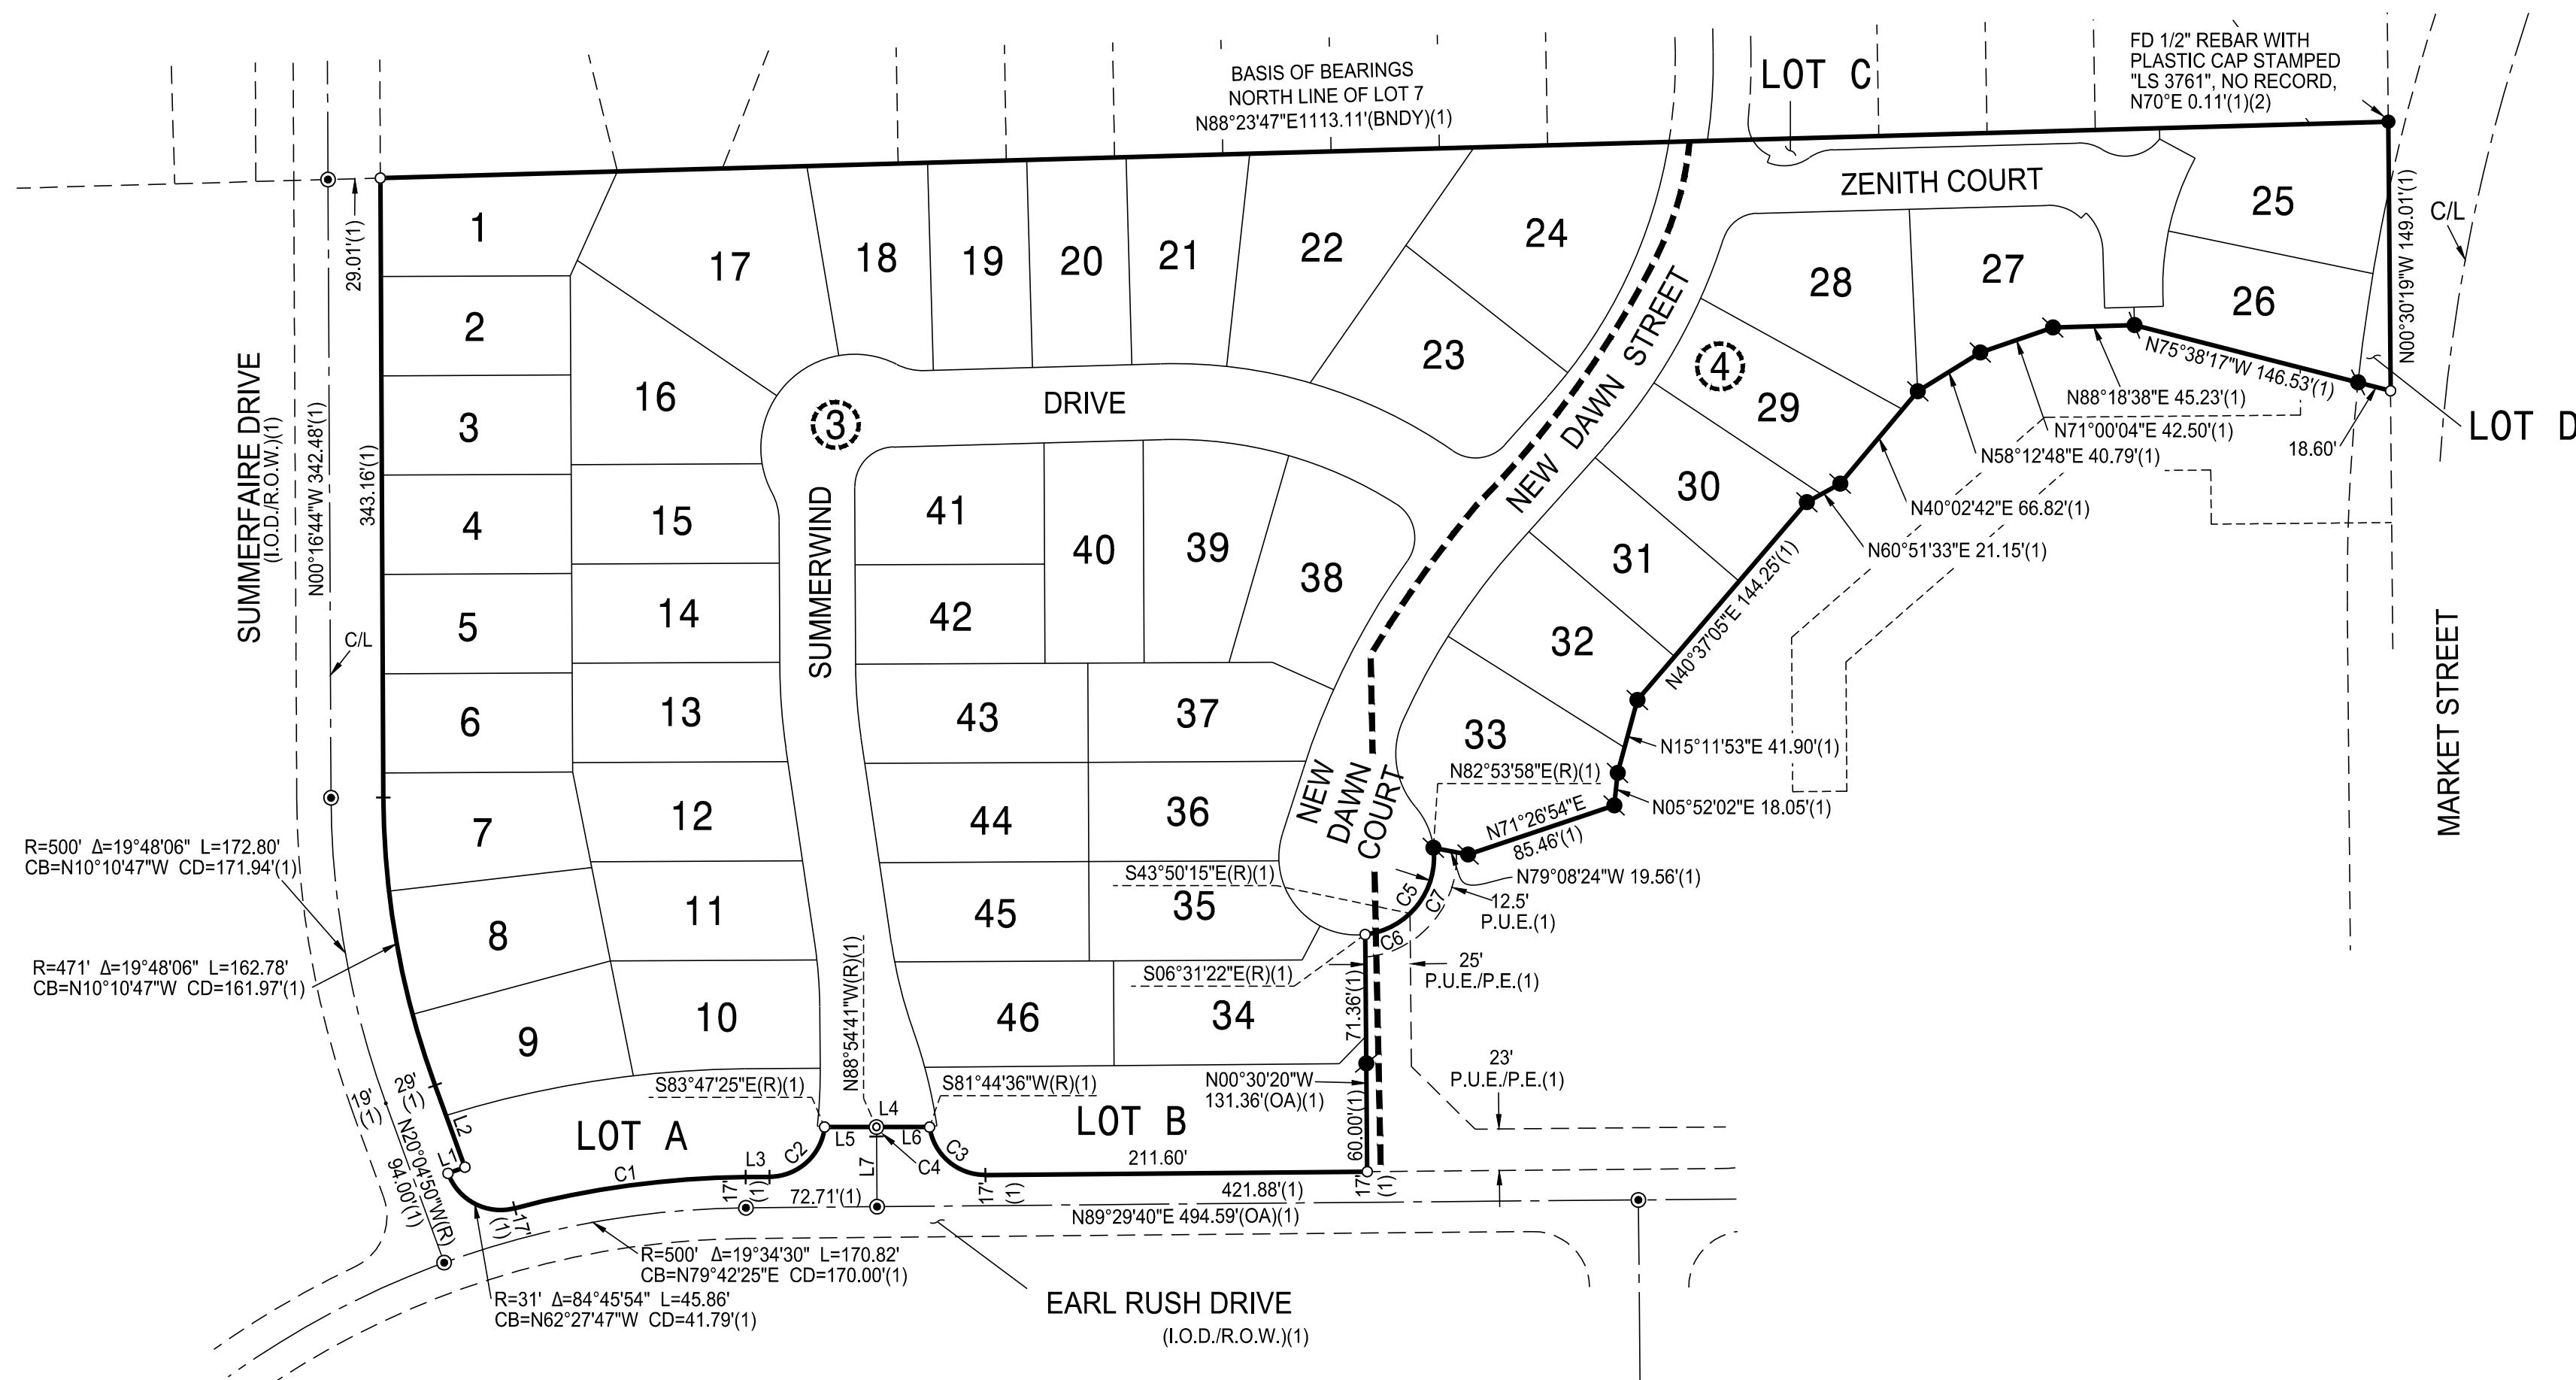 FD 1/2" REBAR WITH
PLASTIC CAP STAMPED
"LS 3761", NO RECORD,
N70°E 0.11'(1)(2)
LOT C
BASIS OF BEARINGS
NORTH LINE OF LOT 7
N88°23'47"E1113.11'(BNDY)(1)
ZENITH COURT
25
C/L
N00°30'19"W 149.01'(1)
29.01'(1)
1
17
18
19
20
21
22
24
28
27
26
2
23
NEW DAWN STREET
4
29
N75°38'17"W 146.53'(1)
N88°18'38"E 45.23'(1)
N71°00'04"E 42.50'(1)
N58°12'48"E 40.79'(1)
18.60'
LOT D
SUMMERFAIRE DRIVE
(I.O.D./R.O.W.)(1)
N00°16'44"W 342.48'(1)
343.16'(1)
3
16
3
DRIVE
N40°02'42"E 66.82'(1)
N60°51'33"E 21.15'(1)
4
15
SUMMERWIND
41
40
39
38
30
31
N40°37'05"E 144.25'(1)
5
14
42
32
C/L
MARKET STREET
6
13
43
37
33
N15°11'53"E 41.90'(1)
N82°53'58"E(R)(1)
N05°52'02"E 18.05'(1)
NEW
DAWN
COURT
7
12
44
36
N71°26'54"E
85.46'(1)
R=500' Δ=19°48'06" L=172.80'
CB=N10°10'47"W CD=171.94'(1)
S43°50'15"E(R)(1)
N79°08'24"W 19.56'(1)
C5
C7
12.5'
P.U.E.(1)
8
11
45
35
C6
R=471' Δ=19°48'06" L=162.78'
CB=N10°10'47"W CD=161.97'(1)
N88°54'41"W(R)(1)
S06°31'22"E(R)(1)
25'
P.U.E./P.E.(1)
9
10
46
34
71.36'(1)
23'
P.U.E./P.E.(1)
S83°47'25"E(R)(1)
S81°44'36"W(R)(1)
N00°30'20"W
131.36'(OA)(1)
29'
(1)
19'
(1)
L2
L1
LOT A
LOT B
L4
L5
L6
C2
C3
C4
L7
L3
C1
60.00'(1)
211.60'
N20°04'50"W(R)
94.00'(1)
17'
(1)
17'
(1)
72.71'(1)
17'
(1)
421.88'(1)
17'
(1)
N89°29'40"E 494.59'(OA)(1)
R=500' Δ=19°34'30" L=170.82'
CB=N79°42'25"E CD=170.00'(1)
R=31' Δ=84°45'54" L=45.86'
CB=N62°27'47"W CD=41.79'(1)
EARL RUSH DRIVE
(I.O.D./R.O.W.)(1)